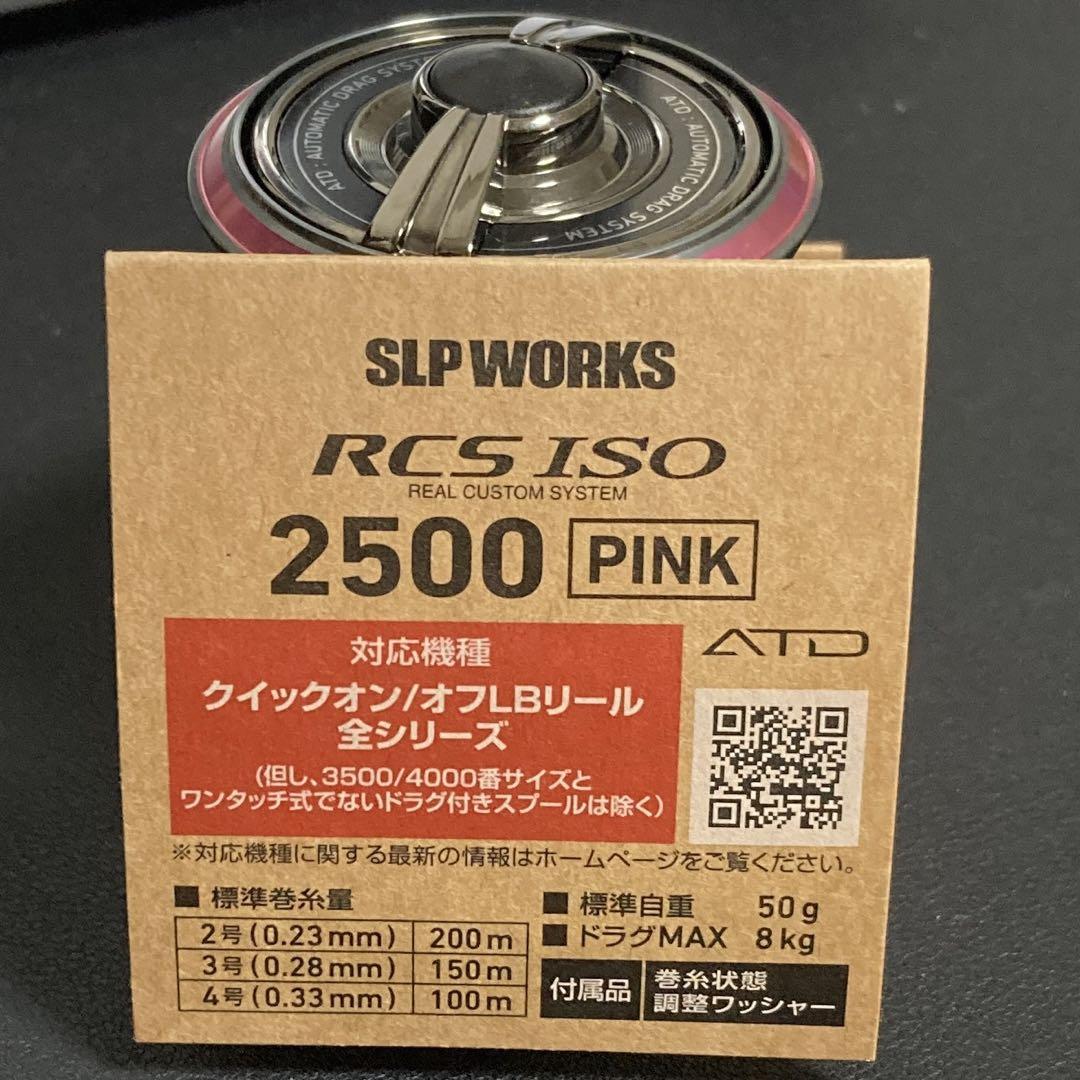 ATD : AUTOMATIC DRAG SYSTEM
ATD : AUTOMATIC DRAG SYSTEM
SLP WORKS
RCS ISO
REAL CUSTOM SYSTEM
2500 PINK
対応機種
クイックオン/オフLBリール
全シリーズ
(但し、3500/4000番サイズと
ワンタッチ式でないドラグ付きスプールは除く)
ATD
※対応機種に関する最新の情報はホームページをご覧ください。
■ 標準巻糸量
2号(0.23mm) 200m
3号(0.28mm) 150m
4号(0.33mm) 100m
■ 標準自重 50g
■ ドラグMAX 8kg
付属品
巻糸状態
調整ワッシャー